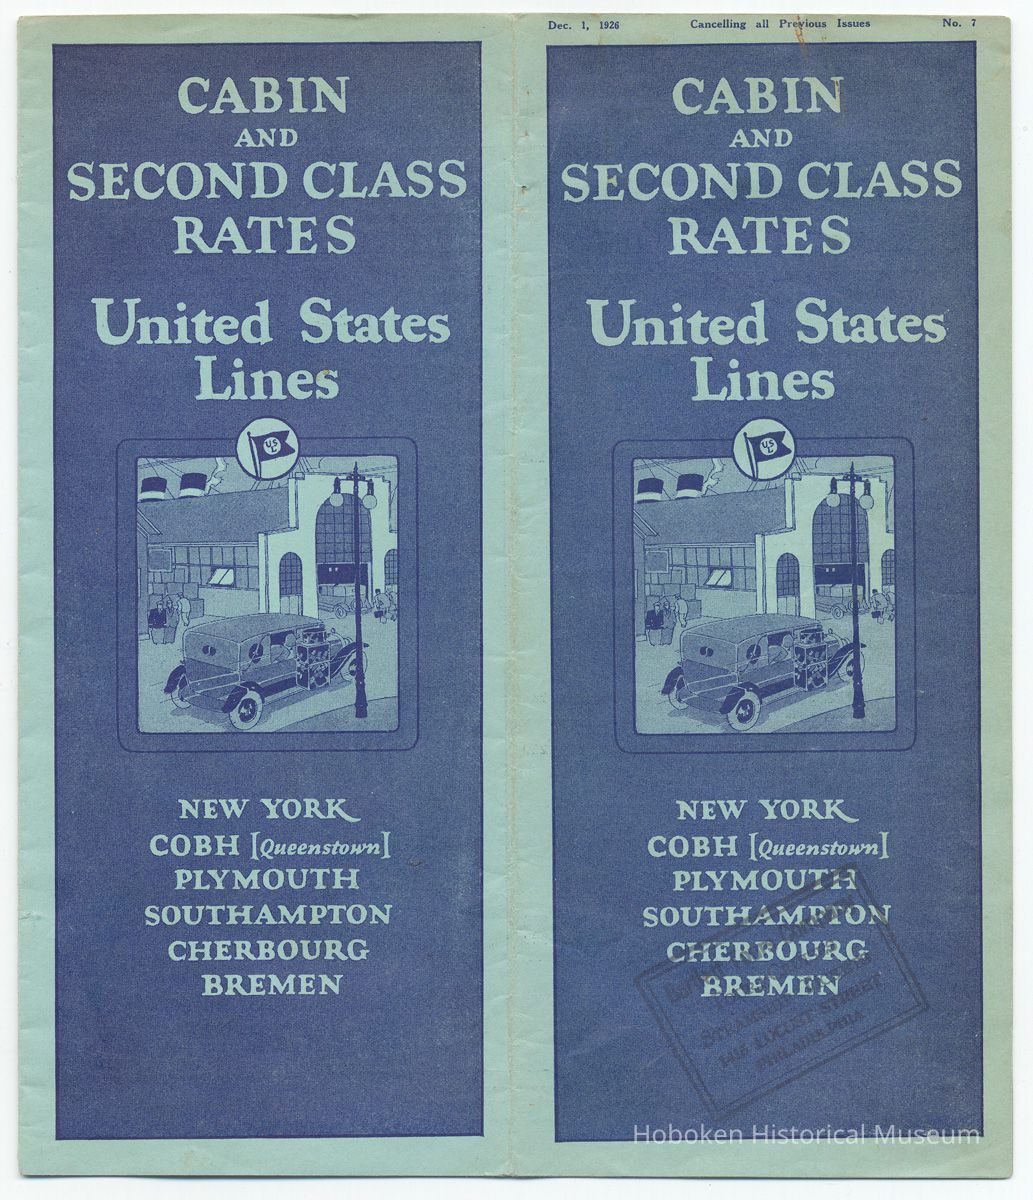 CABIN
AND
SECOND CLASS
RATES
United States
Lines
USL
NEW YORK
COBH [Queenstown]
PLYMOUTH
SOUTHAMPTON
CHERBOURG
BREMEN
Dec. 1, 1926 Cancelling all Previous Issues No. 7
CABIN
AND
SECOND CLASS
RATES
United States
Lines
USL
NEW YORK
COBH [Queenstown]
PLYMOUTH
SOUTHAMPTON
CHERBOURG
BREMEN
LOCUST STREET
PHILADELPHIA
Hoboken Historical Museum